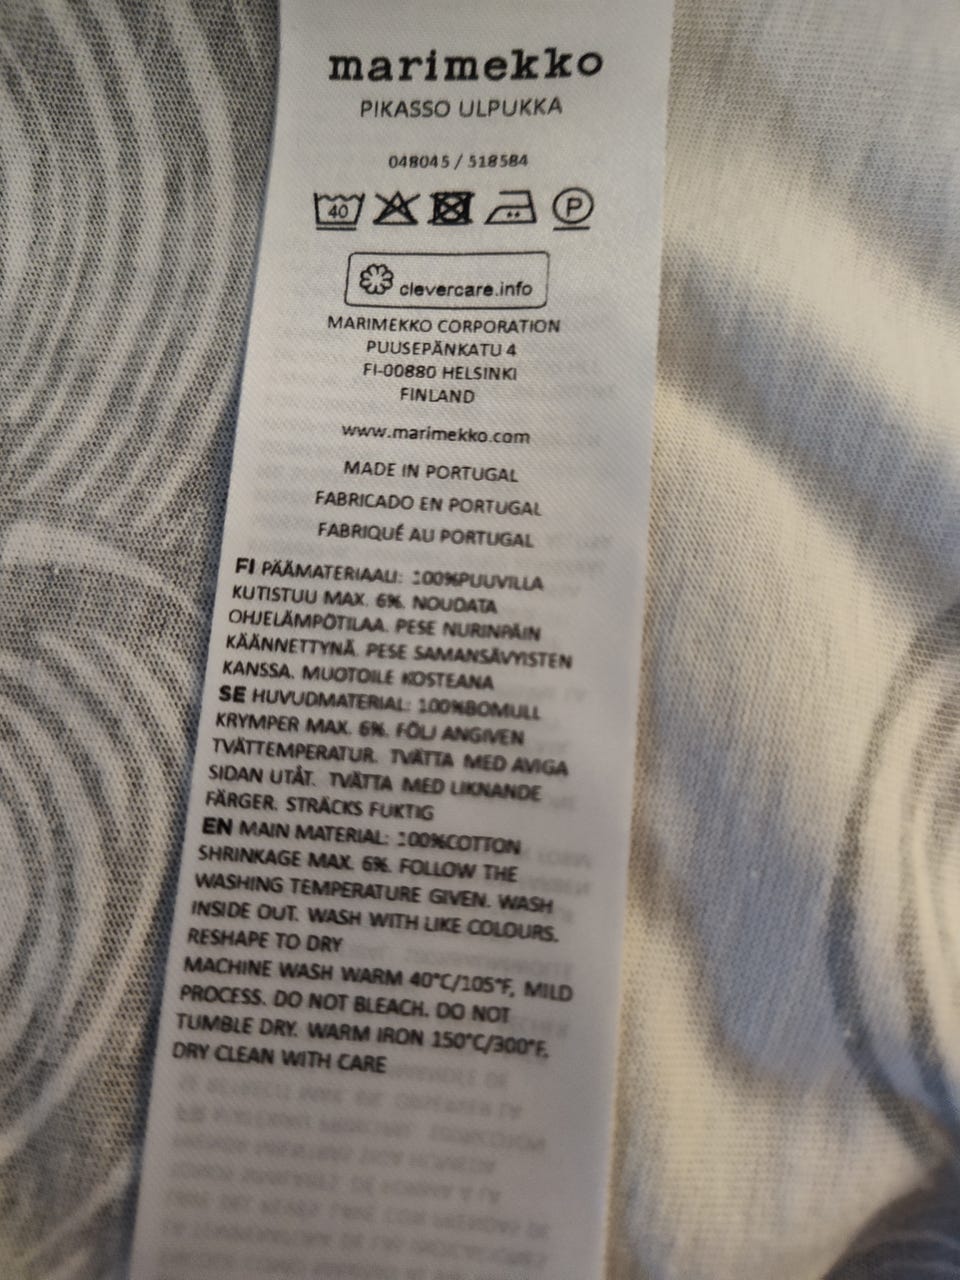 marimekko
PIKASSO ULPUKKA
048045 / 518584
40
P
clevercare.info
MARIMEKKO CORPORATION
PUUSEPÄNKATU 4
FI-00880 HELSINKI
FINLAND
www.marimekko.com
MADE IN PORTUGAL
FABRICADO EN PORTUGAL
FABRIQUÉ AU PORTUGAL
FI PÄÄMATERIAALI: 100%PUUVILLA
KUTISTUU MAX. 6%. NOUDATA
OHJELÄMPÖTILAA. PESE NURINPÄIN
KÄÄNNETTYNÄ. PESE SAMANSÄVYISTEN
KANSSA. MUOTOILE KOSTEANA
SE HUVUDMATERIAL: 100%BOMULL
KRYMPER MAX. 6%. FÖLJ ANGIVEN
TVÄTTEMPERATUR. TVÄTTA MED AVIGA
SIDAN UTÅT. TVÄTTA MED LIKNANDE
FÄRGER. STRÄCKS FUKTIG
EN MAIN MATERIAL: 100%COTTON
SHRINKAGE MAX. 6%. FOLLOW THE
WASHING TEMPERATURE GIVEN. WASH
INSIDE OUT. WASH WITH LIKE COLOURS.
RESHAPE TO DRY
MACHINE WASH WARM 40°C/105°F, MILD
PROCESS. DO NOT BLEACH. DO NOT
TUMBLE DRY. WARM IRON 150°C/300°F,
DRY CLEAN WITH CARE